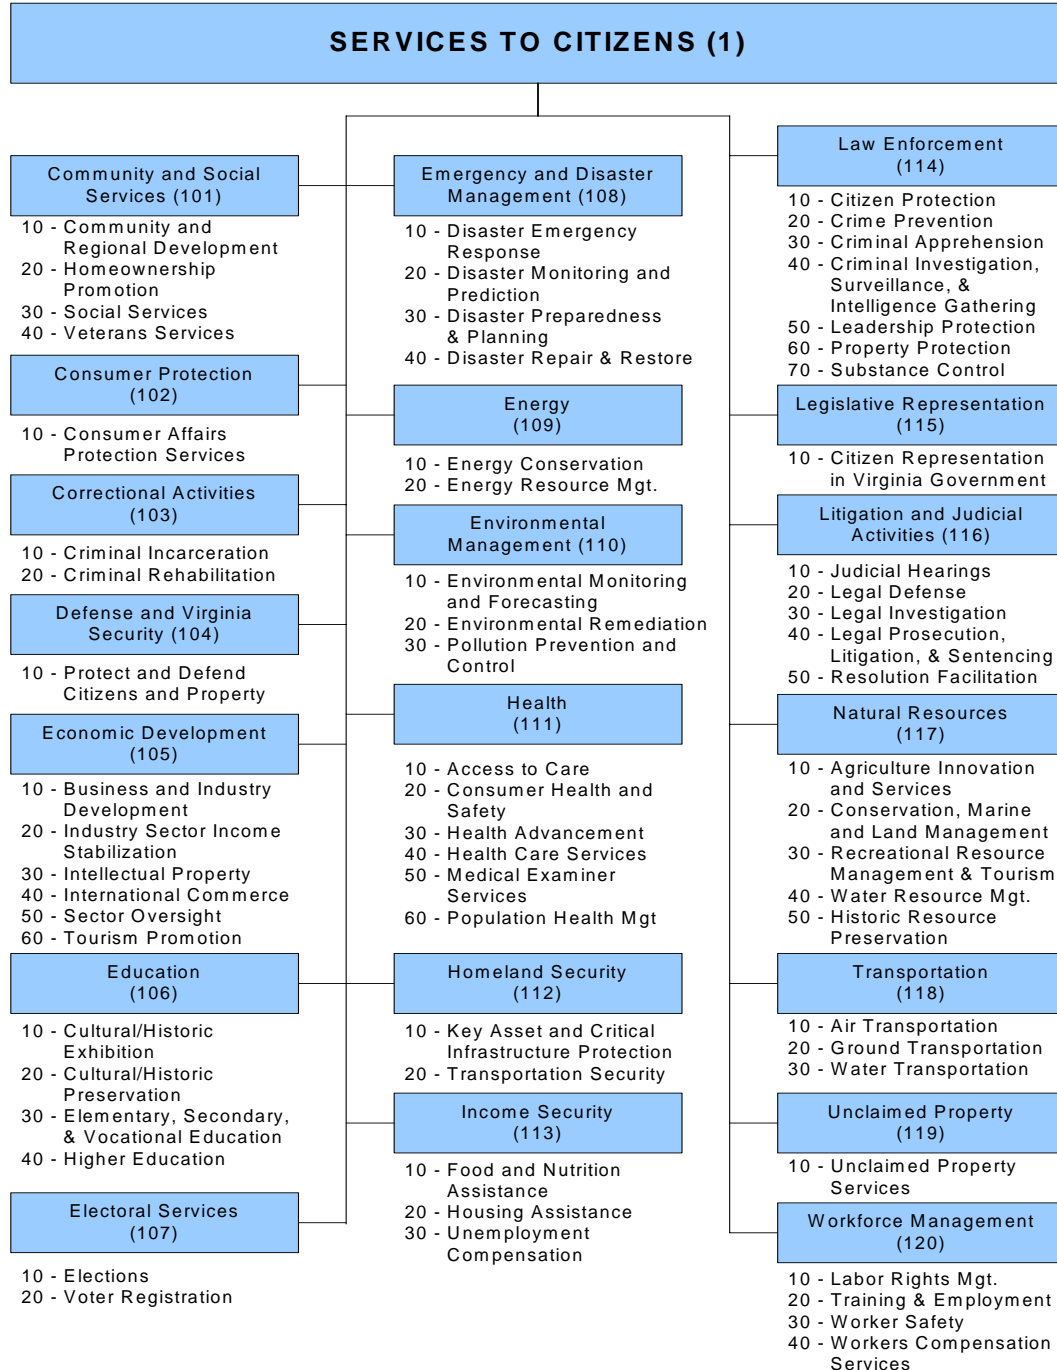 SERVICES TO CITIZENS (1)
Community and Social
Services (101)
10 - Community and
Regional Development
20 - Homeownership
Promotion
30 - Social Services
40 - Veterans Services
Consumer Protection
(102)
10 - Consumer Affairs
Protection Services
Correctional Activities
(103)
10 - Criminal Incarceration
20 - Criminal Rehabilitation
Defense and Virginia
Security (104)
10 - Protect and Defend
Citizens and Property
Economic Development
(105)
10 - Business and Industry
Development
20 - Industry Sector Income
Stabilization
30 - Intellectual Property
40 - International Commerce
50 - Sector Oversight
60 - Tourism Promotion
Education
(106)
10 - Cultural/Historic
Exhibition
20 - Cultural/Historic
Preservation
30 - Elementary, Secondary,
& Vocational Education
40 - Higher Education
Electoral Services
(107)
10 - Elections
20 - Voter Registration
Emergency and Disaster
Management (108)
10 - Disaster Emergency
Response
20 - Disaster Monitoring and
Prediction
30 - Disaster Preparedness
& Planning
40 - Disaster Repair & Restore
Energy
(109)
10 - Energy Conservation
20 - Energy Resource Mgt.
Environmental
Management (110)
10 - Environmental Monitoring
and Forecasting
20 - Environmental Remediation
30 - Pollution Prevention and
Control
Health
(111)
10 - Access to Care
20 - Consumer Health and
Safety
30 - Health Advancement
40 - Health Care Services
50 - Medical Examiner
Services
60 - Population Health Mgt
Homeland Security
(112)
10 - Key Asset and Critical
Infrastructure Protection
20 - Transportation Security
Income Security
(113)
10 - Food and Nutrition
Assistance
20 - Housing Assistance
30 - Unemployment
Compensation
Law Enforcement
(114)
10 - Citizen Protection
20 - Crime Prevention
30 - Criminal Apprehension
40 - Criminal Investigation,
Surveillance, &
Intelligence Gathering
50 - Leadership Protection
60 - Property Protection
70 - Substance Control
Legislative Representation
(115)
10 - Citizen Representation
in Virginia Government
Litigation and Judicial
Activities (116)
10 - Judicial Hearings
20 - Legal Defense
30 - Legal Investigation
40 - Legal Prosecution,
Litigation, & Sentencing
50 - Resolution Facilitation
Natural Resources
(117)
10 - Agriculture Innovation
and Services
20 - Conservation, Marine
and Land Management
30 - Recreational Resource
Management & Tourism
40 - Water Resource Mgt.
50 - Historic Resource
Preservation
Transportation
(118)
10 - Air Transportation
20 - Ground Transportation
30 - Water Transportation
Unclaimed Property
(119)
10 - Unclaimed Property
Services
Workforce Management
(120)
10 - Labor Rights Mgt.
20 - Training & Employment
30 - Worker Safety
40 - Workers Compensation
Services